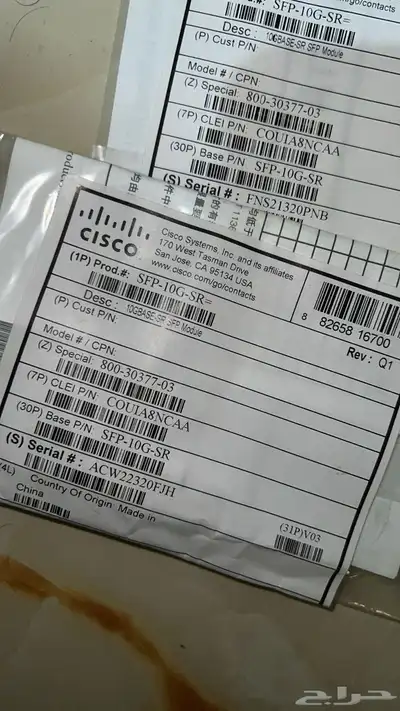 SFP-10G-SR=
Desc : 10GBASE-SR SFP Module
(P) Cust P/N:
Model # / CPN:
(Z) Special: 800-30377-03
(7P) CLEI P/N: COUIA8NCAA
(30P) Base P/N: SFP-10G-SR
(S) Serial # : FNS21320PNB
CISCO
Cisco Systems, Inc. and its affiliates
170 West Tasman Drive
San Jose, CA 95134 USA
www.cisco.com/go/contacts
(1P) Prod.#: SFP-10G-SR=
Desc : 10GBASE-SR SFP Module
(P) Cust P/N:
8 82658 16700
Rev : Q1
Model # / CPN:
(Z) Special: 800-30377-03
(7P) CLEI P/N: COUIA8NCAA
(30P) Base P/N: SFP-10G-SR
(S) Serial # : ACW22320FJH
(4L) Country Of Origin: Made in
China
(31P)V03
حراج